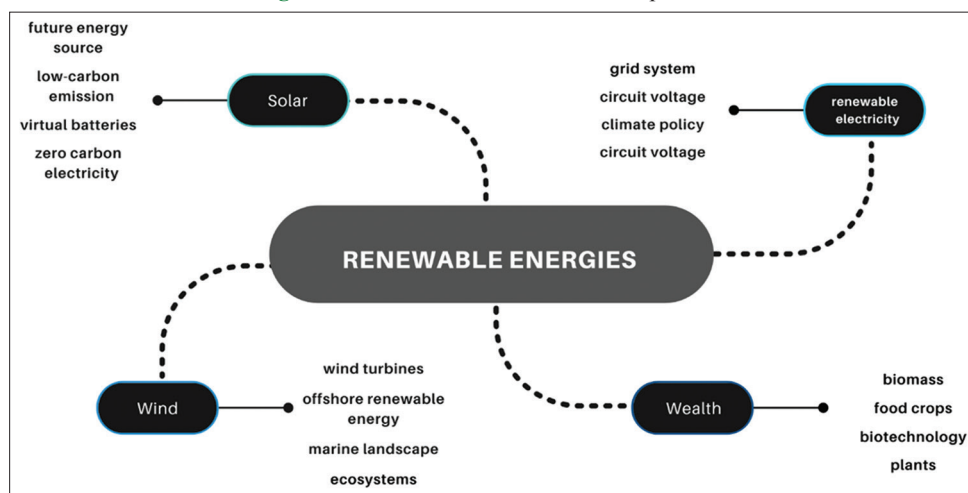 future energy
source
low-carbon
emission
virtual batteries
zero carbon
electricity
Solar
grid system
circuit voltage
climate policy
circuit voltage
renewable
electricity
RENEWABLE ENERGIES
Wind
wind turbines
offshore renewable
energy
marine landscape
ecosystems
Wealth
biomass
food crops
biotechnology
plants